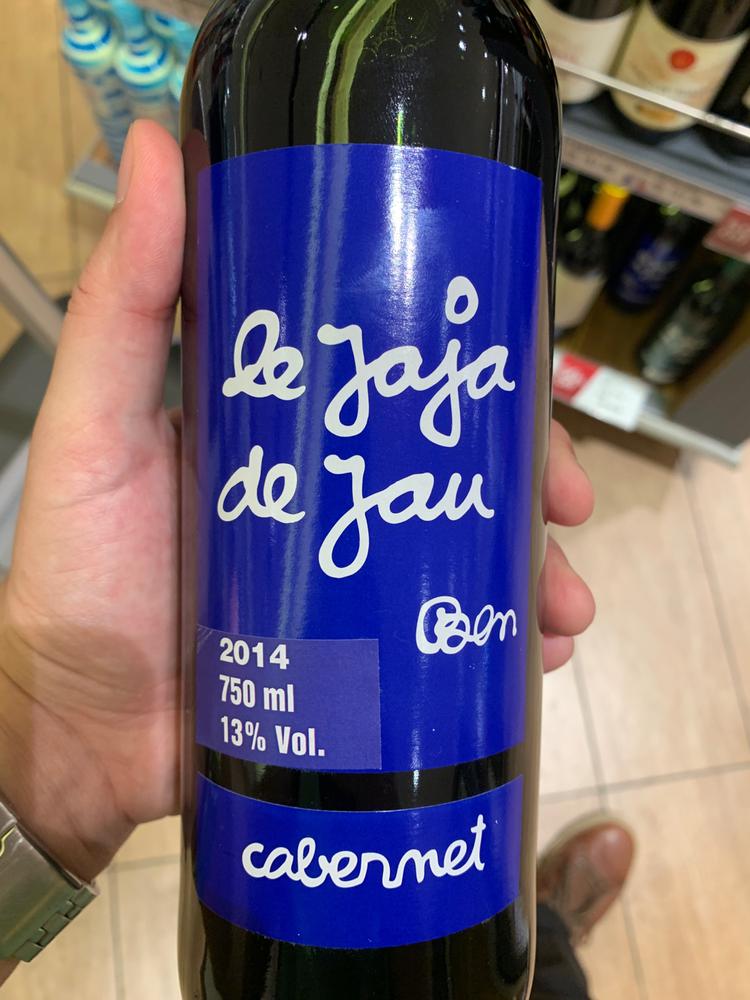 le Jaja
de Jau
Ben
2014
750 ml
13% Vol.
cabernet